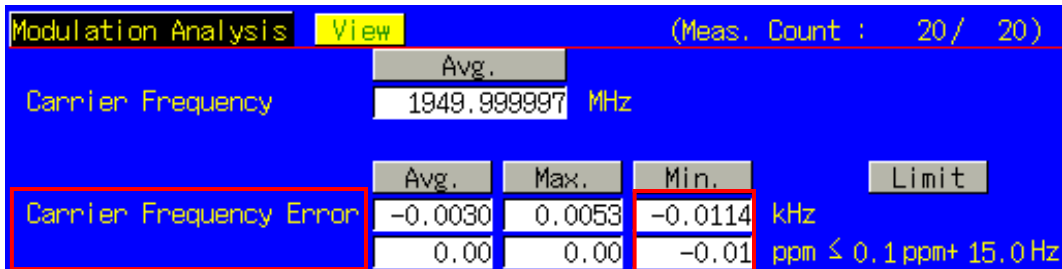 Modulation Analysis View (Meas. Count : 20/ 20)
Avg.
Carrier Frequency 1949.999997 MHz
Avg. Max. Min. Limit
Carrier Frequency Error -0.0030 0.0053 -0.0114 kHz
0.00 0.00 -0.01 ppm ≤ 0.1 ppm+ 15.0 Hz